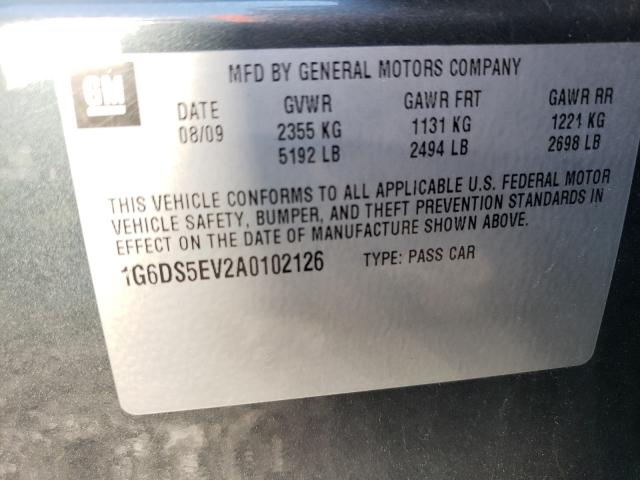 GM
MFD BY GENERAL MOTORS COMPANY
DATE GVWR GAWR FRT GAWR RR
08/09 2355 KG 1131 KG 1221 KG
5192 LB 2494 LB 2698 LB
THIS VEHICLE CONFORMS TO ALL APPLICABLE U.S. FEDERAL MOTOR
VEHICLE SAFETY, BUMPER, AND THEFT PREVENTION STANDARDS IN
EFFECT ON THE DATE OF MANUFACTURE SHOWN ABOVE.
1G6DS5EV2A0102126 TYPE: PASS CAR